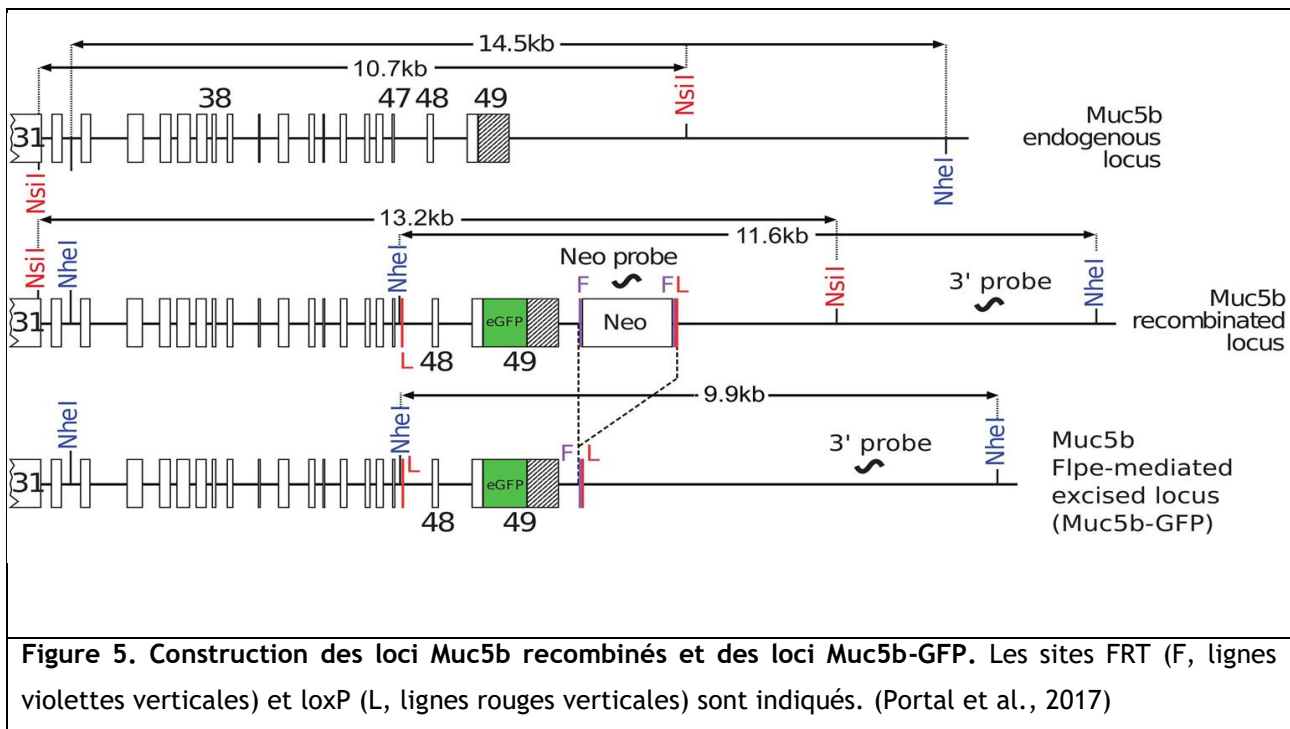 14.5kb
10.7kb
38 47 48 49
31
NsiI
NsiI
NheI
Muc5b
endogenous
locus
13.2kb
11.6kb
NsiI
NheI
NheI
Neo probe
F F L
NsiI
3' probe
NheI
31
eGFP
Neo
L 48 49
Muc5b
recombinated
locus
9.9kb
NheI
NheI
L
F L
3' probe
NheI
31
eGFP
48 49
Muc5b
Flpe-mediated
excised locus
(Muc5b-GFP)
Figure 5. Construction des loci Muc5b recombinés et des loci Muc5b-GFP. Les sites FRT (F, lignes
violettes verticales) et loxP (L, lignes rouges verticales) sont indiqués. (Portal et al., 2017)